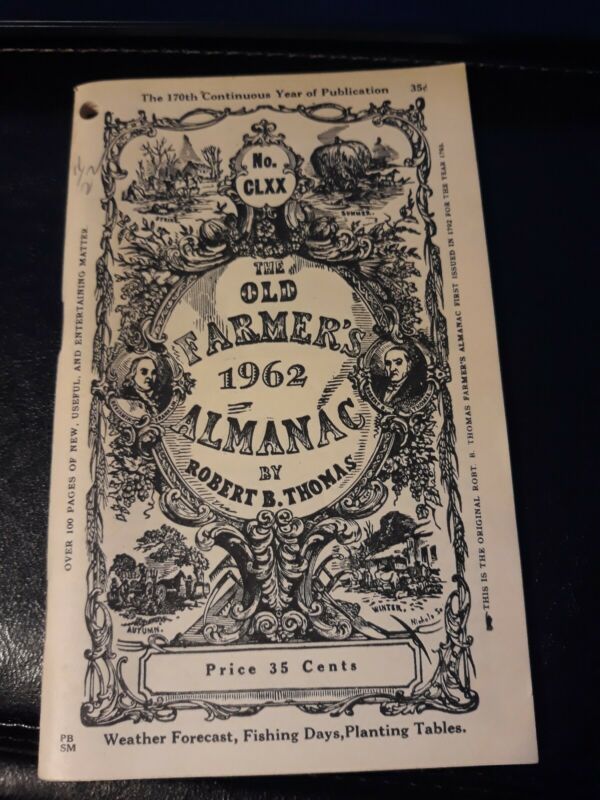 The 170th Continuous Year of Publication 35¢
No.
CLXX
SUMMER.
THE
OLD
FARMER'S
1962
ALMANAC
BY
ROBERT B. THOMAS
OVER 100 PAGES OF NEW, USEFUL, AND ENTERTAINING MATTER.
THIS IS THE ORIGINAL ROBT. B. THOMAS FARMER'S ALMANAC FIRST ISSUED IN 1792 FOR THE YEAR 1793.
AUTUMN.
WINTER.
Price 35 Cents
PB
SM
Weather Forecast, Fishing Days,Planting Tables.